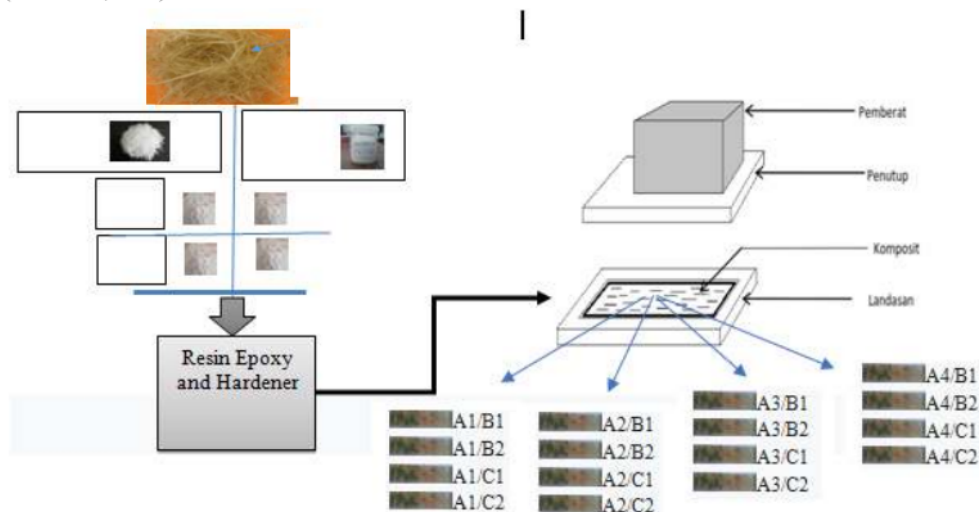 Pemberat
Penutup
Komposit
Landasan
Resin Epoxy
and Hardener
A1/B1
A1/B2
A1/C1
A1/C2
A2/B1
A2/B2
A2/C1
A2/C2
A3/B1
A3/B2
A3/C1
A3/C2
A4/B1
A4/B2
A4/C1
A4/C2